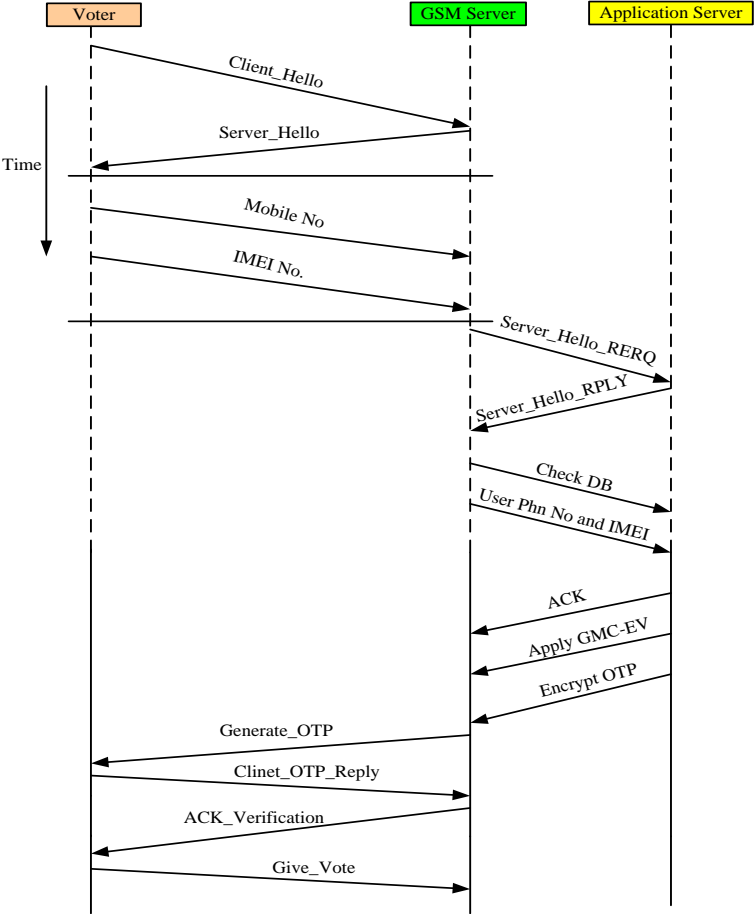 Voter
GSM Server
Application Server
Client_Hello
Server_Hello
Time
Mobile No
IMEI No.
Server_Hello_RERQ
Server_Hello_RPLY
Check DB
User Phn No and IMEI
ACK
Apply GMC-EV
Encrypt OTP
Generate_OTP
Clinet_OTP_Reply
ACK_Verification
Give_Vote